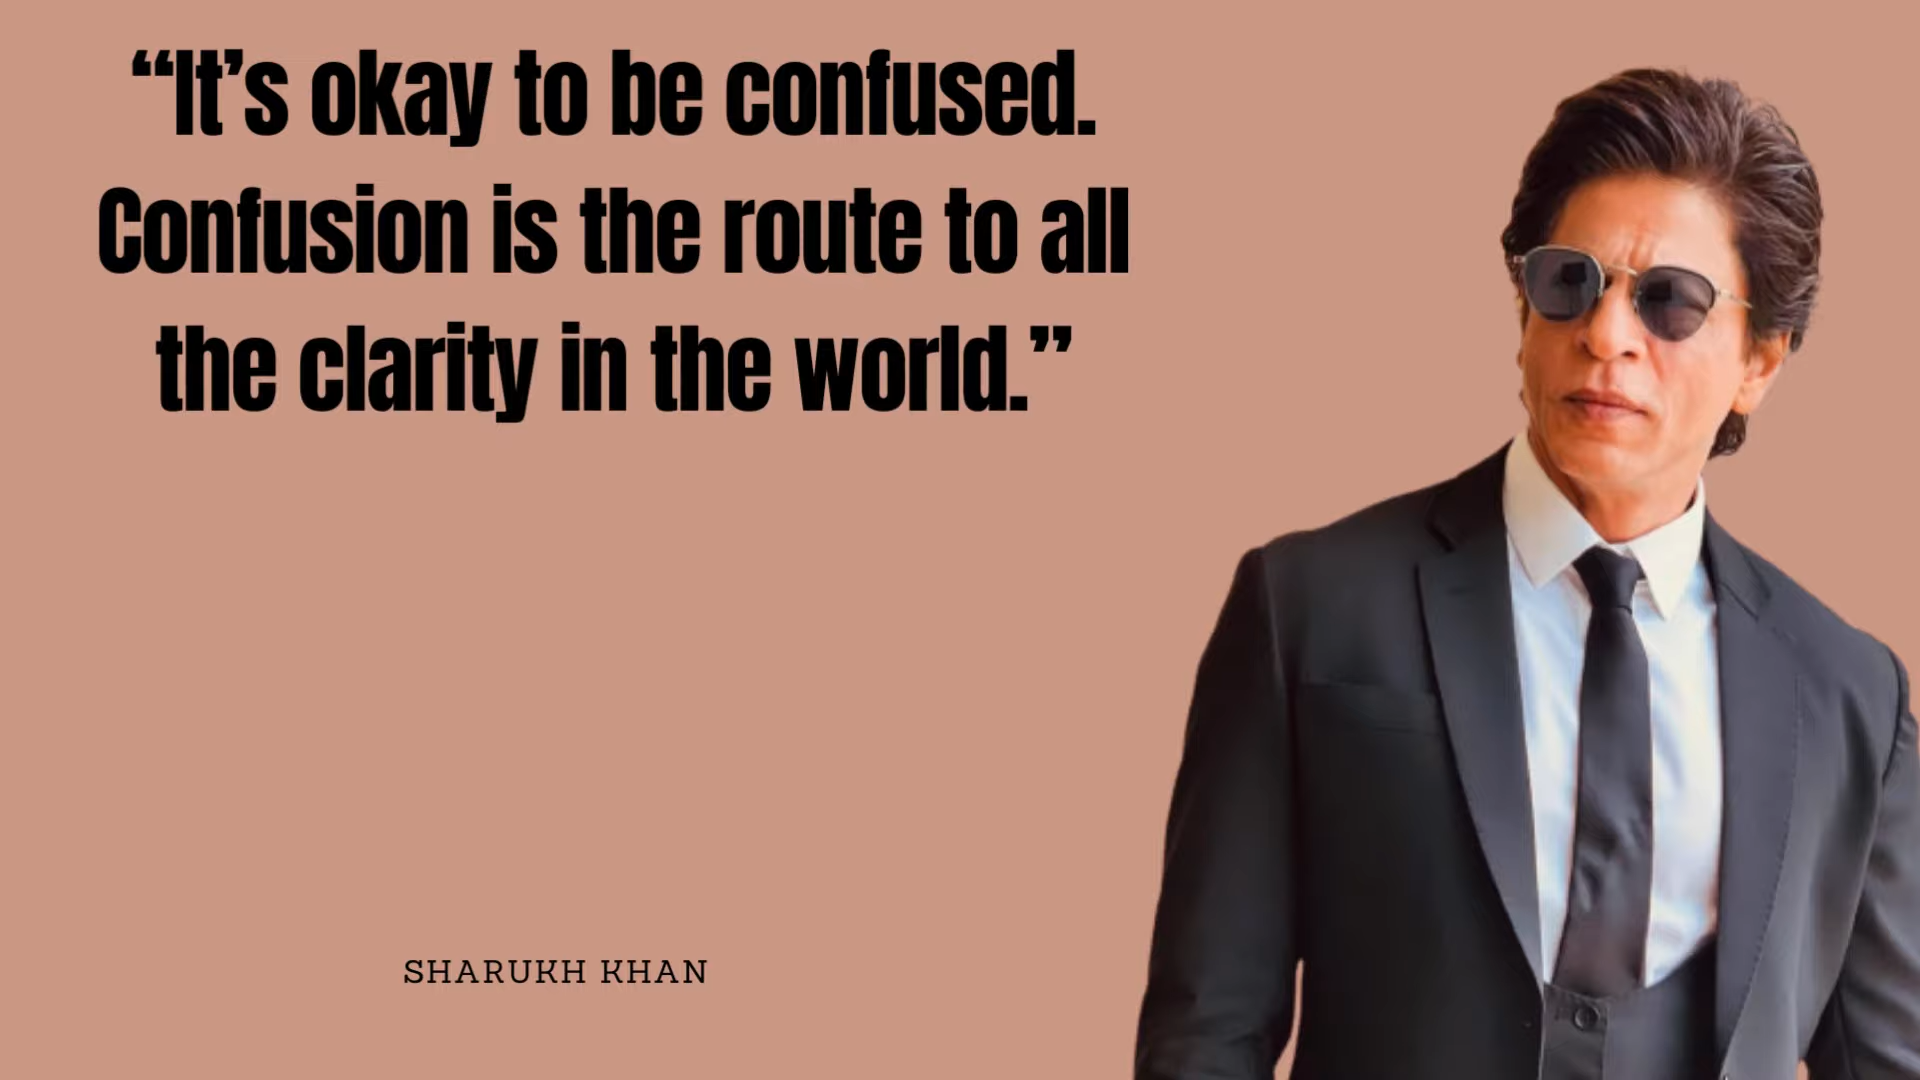 “It’s okay to be confused.
Confusion is the route to all
the clarity in the world.”
SHARUKH KHAN